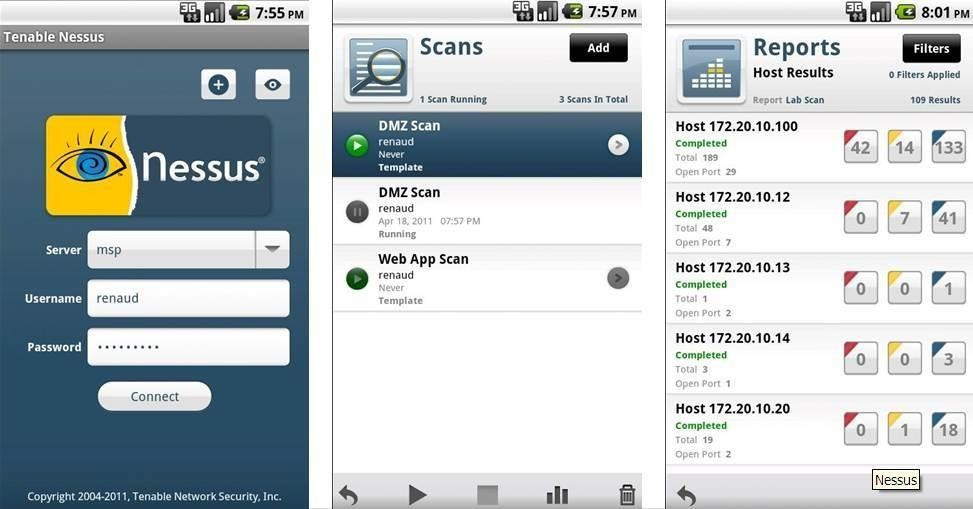 3G 7:55 PM
Tenable Nessus
Nessus®
Server msp
Username renaud
Password •••••••••
Connect
Copyright 2004-2011, Tenable Network Security, Inc.
3G 7:57 PM
Scans
Add
1 Scan Running 3 Scans In Total
DMZ Scan
renaud
Never
Template
DMZ Scan
renaud
Apr 18, 2011 07:57 PM
Running
Web App Scan
renaud
Never
Template
3G 8:01 PM
Reports
Filters
Host Results
0 Filters Applied
Report Lab Scan 109 Results
Host 172.20.10.100
Completed
42 14 133
Total 189
Open Port 29
Host 172.20.10.12
Completed
0 7 41
Total 48
Open Port 7
Host 172.20.10.13
Completed
0 0 1
Total 1
Open Port 2
Host 172.20.10.14
Completed
0 0 3
Total 3
Open Port 1
Host 172.20.10.20
Completed
0 1 18
Total 19
Open Port 2
Nessus